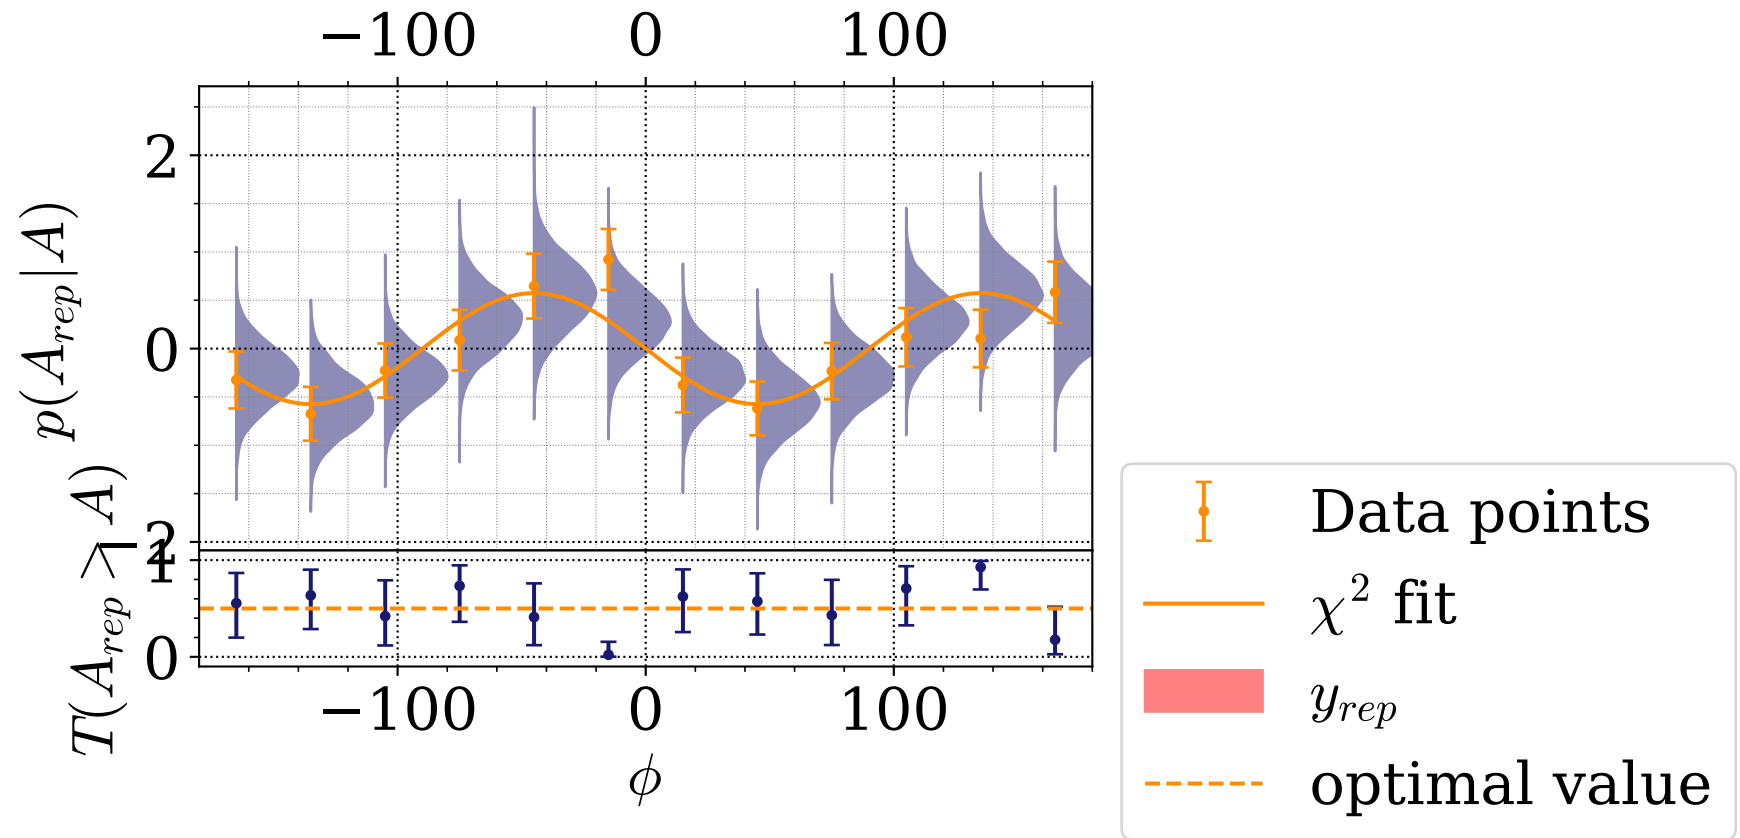 −100 0 100
2
0
−2
p(A_rep|A)
1
0
T(A_rep > A)
−100 0 100
ϕ
Data points
χ² fit
y_rep
optimal value